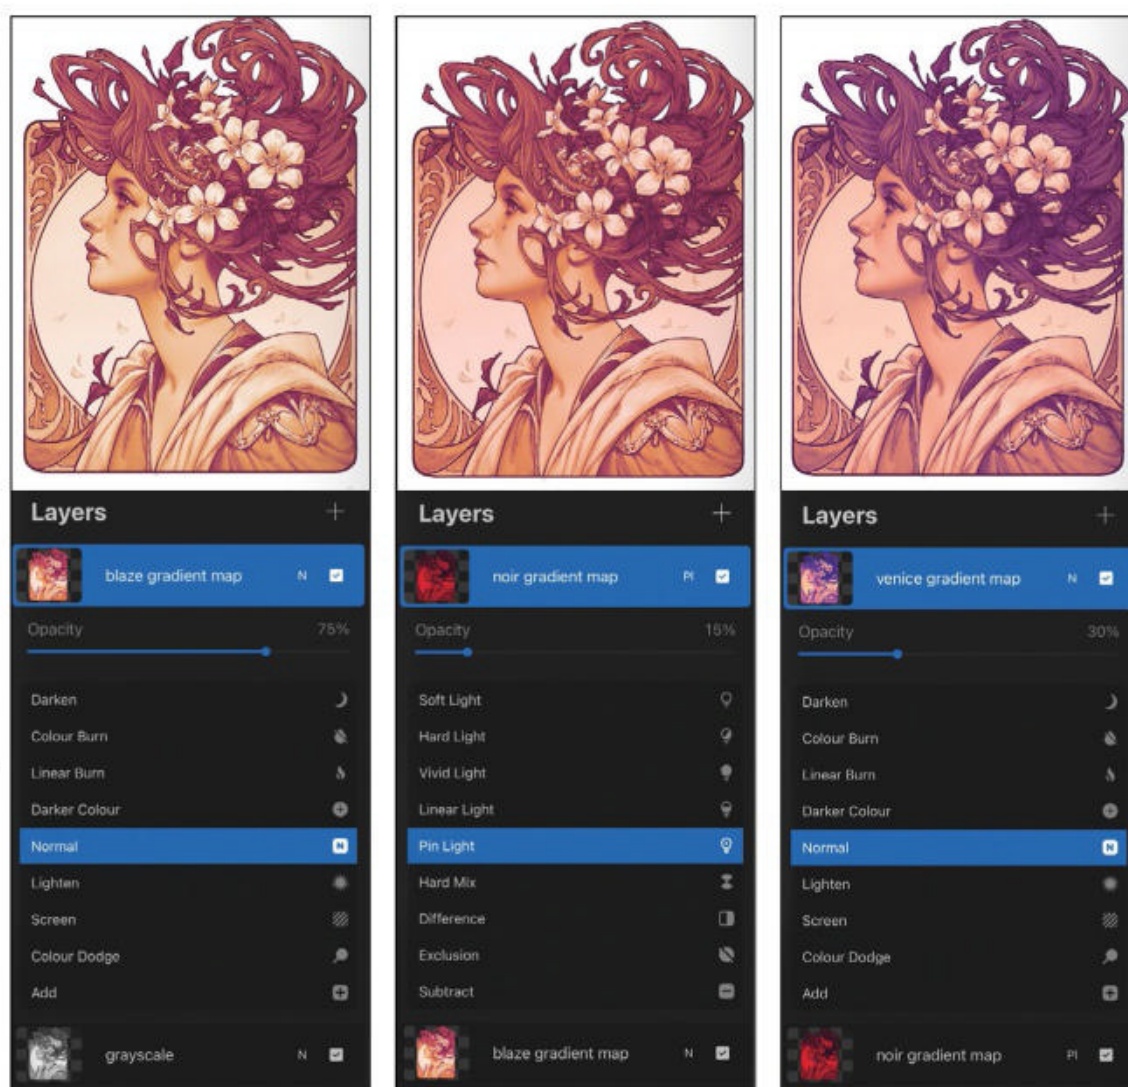 Layers
blaze gradient map N
Opacity 75%
Darken
Colour Burn
Linear Burn
Darker Colour
Normal N
Lighten
Screen
Colour Dodge
Add
grayscale N
Layers
noir gradient map Pl
Opacity 15%
Soft Light
Hard Light
Vivid Light
Linear Light
Pin Light
Hard Mix
Difference
Exclusion
Subtract
blaze gradient map N
Layers
venice gradient map N
Opacity 30%
Darken
Colour Burn
Linear Burn
Darker Colour
Normal N
Lighten
Screen
Colour Dodge
Add
noir gradient map Pl